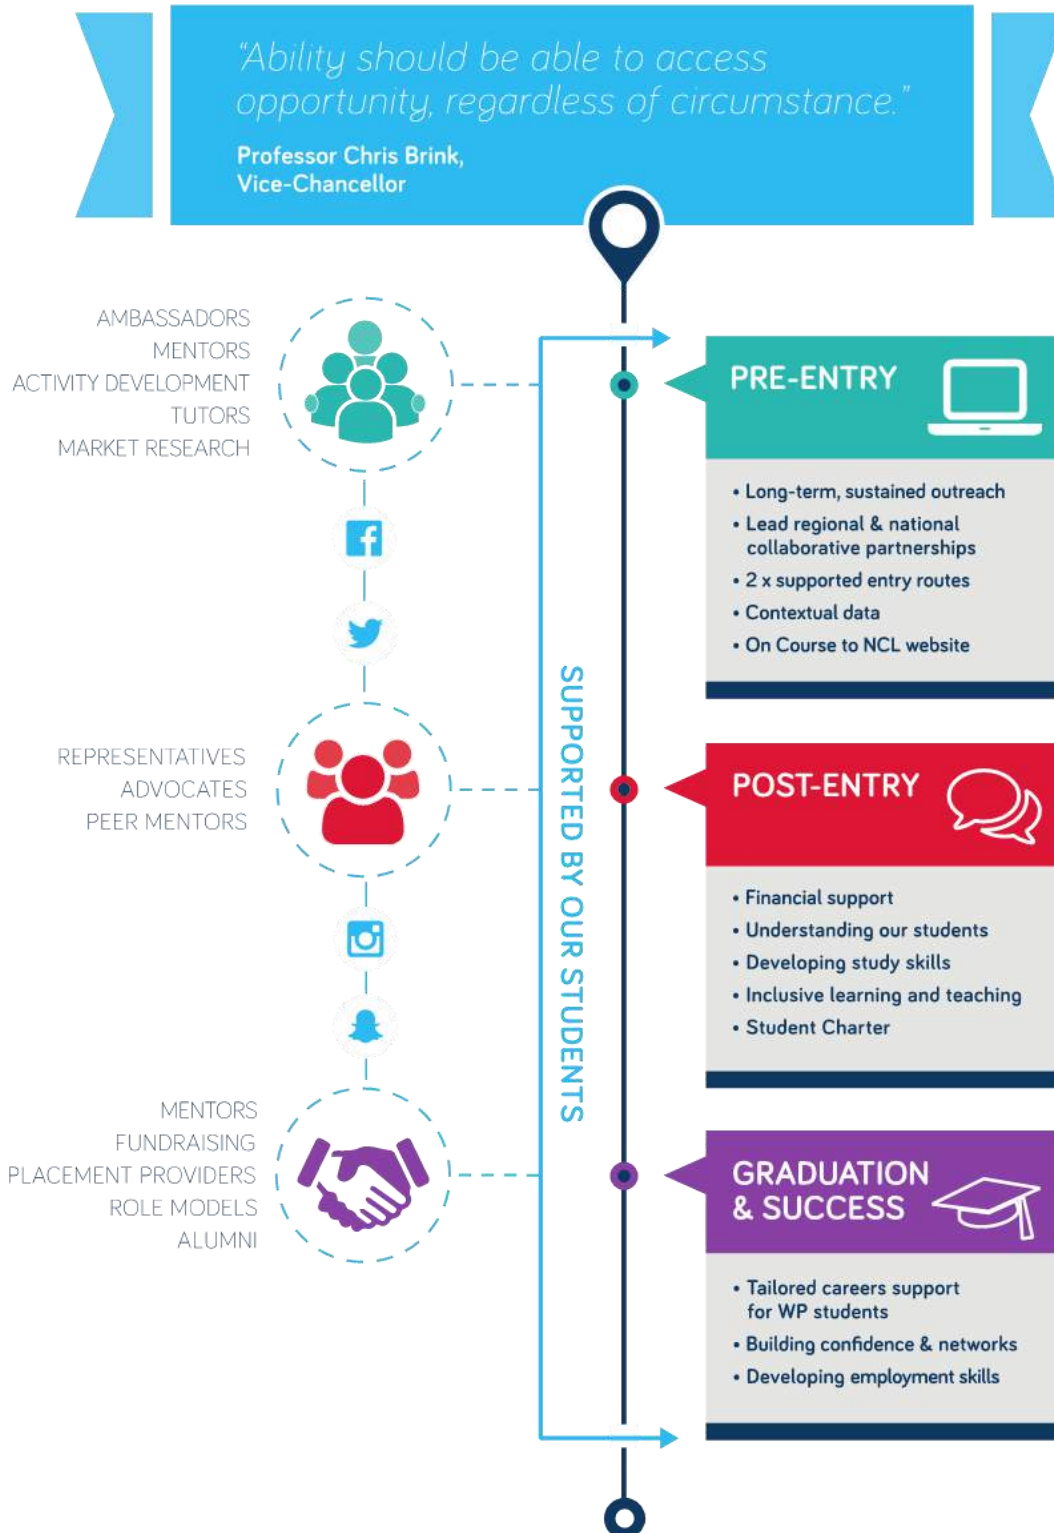 “Ability should be able to access
opportunity, regardless of circumstance.”
Professor Chris Brink,
Vice-Chancellor
AMBASSADORS
MENTORS
ACTIVITY DEVELOPMENT
TUTORS
MARKET RESEARCH
PRE-ENTRY
• Long-term, sustained outreach
• Lead regional & national
collaborative partnerships
• 2 x supported entry routes
• Contextual data
• On Course to NCL website
SUPPORTED BY OUR STUDENTS
REPRESENTATIVES
ADVOCATES
PEER MENTORS
POST-ENTRY
• Financial support
• Understanding our students
• Developing study skills
• Inclusive learning and teaching
• Student Charter
MENTORS
FUNDRAISING
PLACEMENT PROVIDERS
ROLE MODELS
ALUMNI
GRADUATION
& SUCCESS
• Tailored careers support
for WP students
• Building confidence & networks
• Developing employment skills